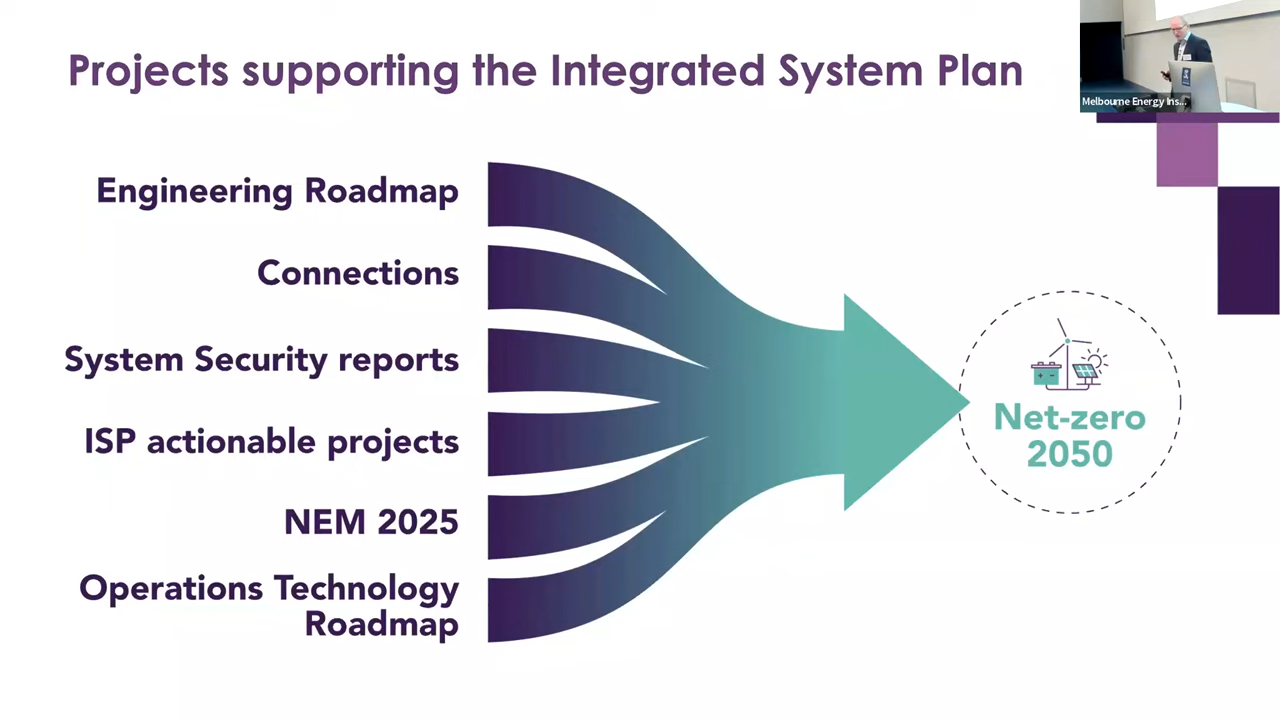 Projects supporting the Integrated System Plan
Melbourne Energy Ins...
Engineering Roadmap
Connections
System Security reports
ISP actionable projects
NEM 2025
Operations Technology
Roadmap
Net-zero
2050